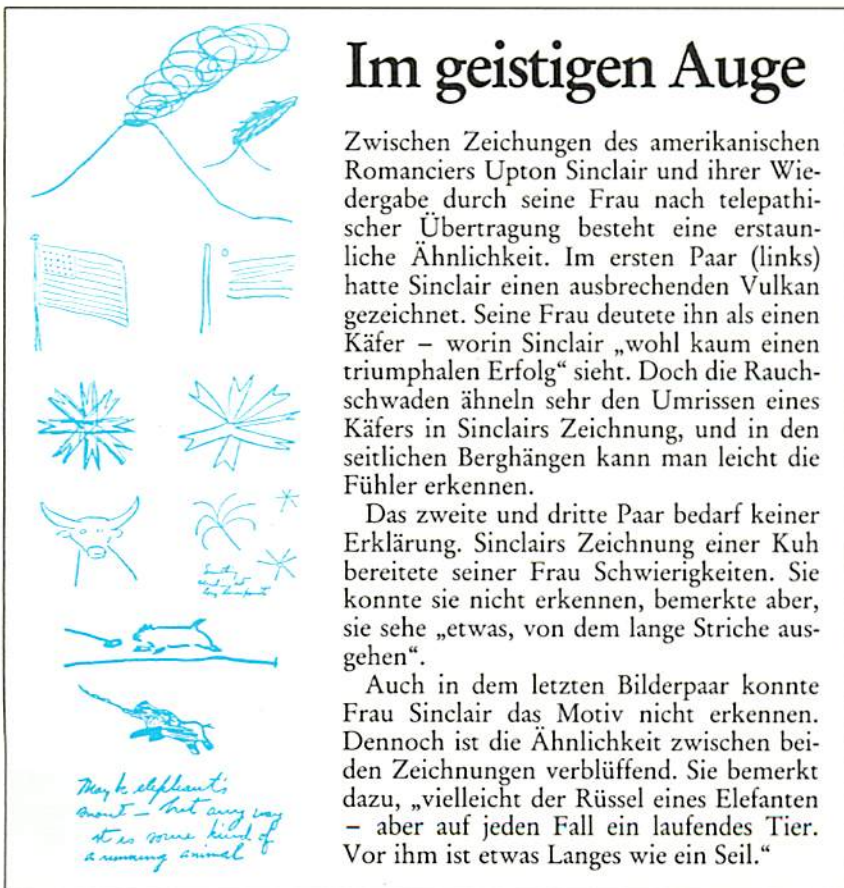 Im geistigen Auge
Zwischen Zeichungen des amerikanischen
Romanciers Upton Sinclair und ihrer Wie-
dergabe durch seine Frau nach telepathi-
scher Übertragung besteht eine erstaun-
liche Ähnlichkeit. Im ersten Paar (links)
hatte Sinclair einen ausbrechenden Vulkan
gezeichnet. Seine Frau deutete ihn als einen
Käfer – worin Sinclair „wohl kaum einen
triumphalen Erfolg“ sieht. Doch die Rauch-
schwaden ähneln sehr den Umrissen eines
Käfers in Sinclairs Zeichnung, und in den
seitlichen Berghängen kann man leicht die
Fühler erkennen.
Das zweite und dritte Paar bedarf keiner
Erklärung. Sinclairs Zeichnung einer Kuh
bereitete seiner Frau Schwierigkeiten. Sie
konnte sie nicht erkennen, bemerkte aber,
sie sehe „etwas, von dem lange Striche aus-
gehen“.
Auch in dem letzten Bilderpaar konnte
Frau Sinclair das Motiv nicht erkennen.
Dennoch ist die Ähnlichkeit zwischen bei-
den Zeichnungen verblüffend. Sie bemerkt
dazu, „vielleicht der Rüssel eines Elefanten
– aber auf jeden Fall ein laufendes Tier.
Vor ihm ist etwas Langes wie ein Seil.“
May be elephant's
snout – but any way
it is some kind of
a running animal